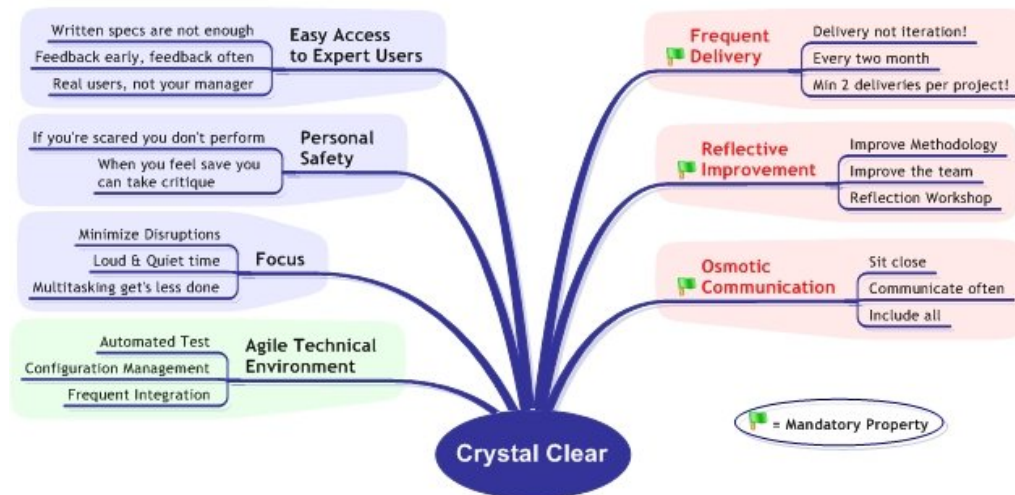 Written specs are not enough
Feedback early, feedback often
Real users, not your manager
Easy Access
to Expert Users
If you're scared you don't perform
When you feel save you
can take critique
Personal
Safety
Minimize Disruptions
Loud & Quiet time
Multitasking get's less done
Focus
Automated Test
Configuration Management
Frequent Integration
Agile Technical
Environment
Frequent
Delivery
Delivery not iteration!
Every two month
Min 2 deliveries per project!
Reflective
Improvement
Improve Methodology
Improve the team
Reflection Workshop
Osmotic
Communication
Sit close
Communicate often
Include all
Crystal Clear
= Mandatory Property